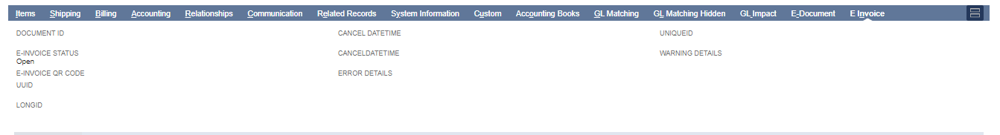 Items Shipping Billing Accounting Relationships Communication Related Records System Information Custom Accounting Books GL Matching GL Matching Hidden GL Impact E-Document E Invoice
DOCUMENT ID CANCEL DATETIME UNIQUEID
E-INVOICE STATUS CANCELDATETIME WARNING DETAILS
Open
E-INVOICE QR CODE ERROR DETAILS
UUID
LONGID